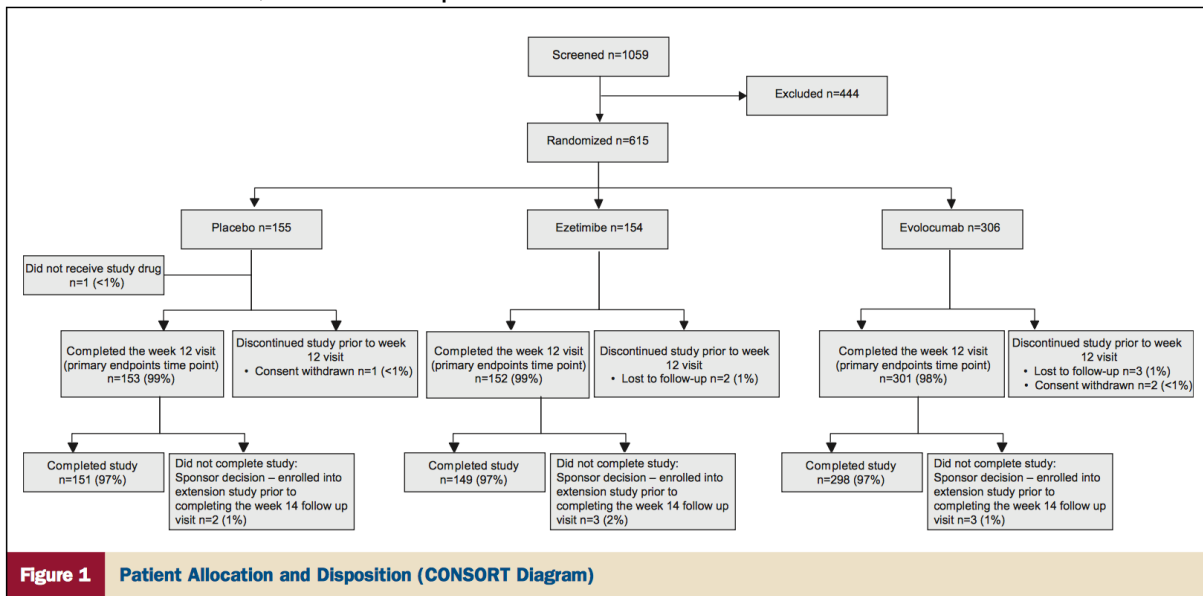 Screened n=1059
Excluded n=444
Randomized n=615
Placebo n=155
Ezetimibe n=154
Evolocumab n=306
Did not receive study drug
n=1 (<1%)
Completed the week 12 visit
(primary endpoints time point)
n=153 (99%)
Discontinued study prior to week
12 visit
• Consent withdrawn n=1 (<1%)
Completed the week 12 visit
(primary endpoints time point)
n=152 (99%)
Discontinued study prior to week
12 visit
• Lost to follow-up n=2 (1%)
Completed the week 12 visit
(primary endpoints time point)
n=301 (98%)
Discontinued study prior to week
12 visit
• Lost to follow-up n=3 (1%)
• Consent withdrawn n=2 (<1%)
Completed study
n=151 (97%)
Did not complete study:
Sponsor decision – enrolled into
extension study prior to
completing the week 14 follow up
visit n=2 (1%)
Completed study
n=149 (97%)
Did not complete study:
Sponsor decision – enrolled into
extension study prior to
completing the week 14 follow up
visit n=3 (2%)
Completed study
n=298 (97%)
Did not complete study:
Sponsor decision – enrolled into
extension study prior to
completing the week 14 follow up
visit n=3 (1%)
Figure 1 Patient Allocation and Disposition (CONSORT Diagram)